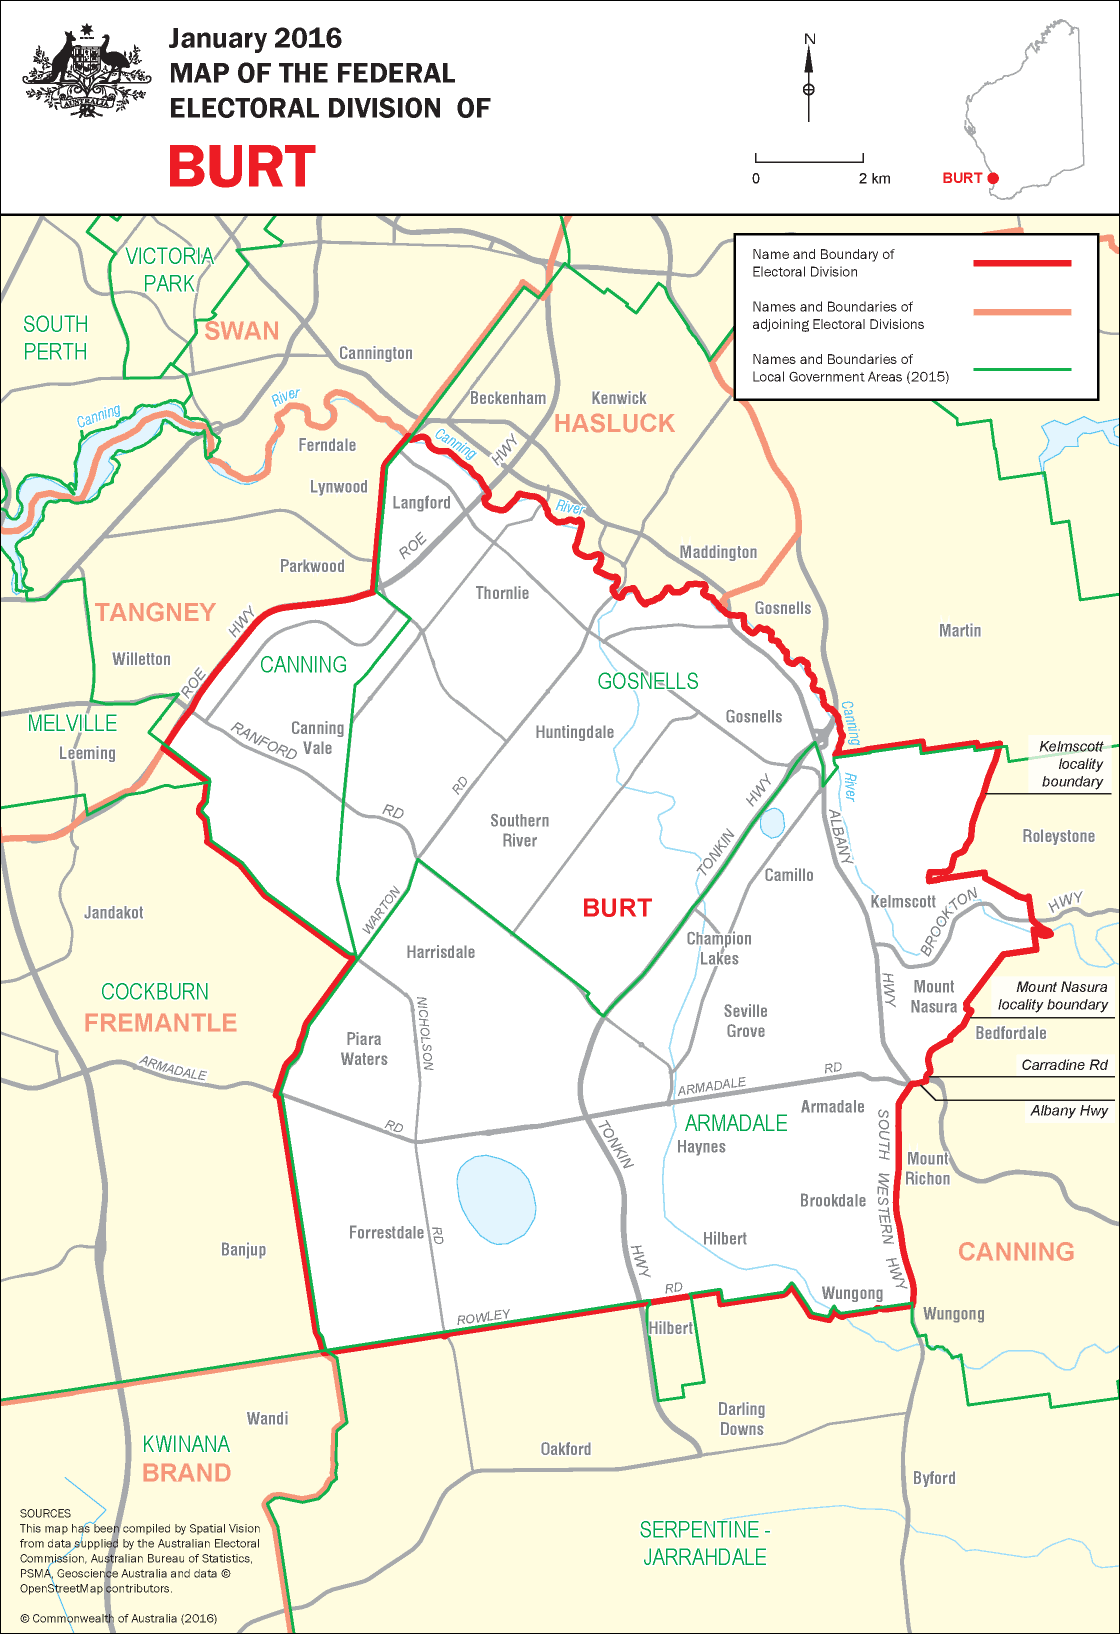 January 2016
MAP OF THE FEDERAL
ELECTORAL DIVISION OF
BURT
AUSTRALIA
N
0
2 km
BURT
Name and Boundary of
Electoral Division
Names and Boundaries of
adjoining Electoral Divisions
Names and Boundaries of
Local Government Areas (2015)
VICTORIA
PARK
SOUTH
PERTH
SWAN
Cannington
Canning
River
Beckenham
Kenwick
HASLUCK
Ferndale
Canning
HWY
Lynwood
Langford
River
ROE
Parkwood
Maddington
Thornlie
TANGNEY
HWY
Gosnells
Martin
Willetton
CANNING
ROE
GOSNELLS
MELVILLE
Leeming
RANFORD
Canning
Vale
Huntingdale
Gosnells
Canning
River
Kelmscott
locality
boundary
RD
RD
HWY
Southern
River
ALBANY
Roleystone
TONKIN
Camillo
WARTON
BURT
Kelmscott
BROOKTON
HWY
Jandakot
Harrisdale
Champion
Lakes
COCKBURN
FREMANTLE
NICHOLSON
HWY
Mount
Nasura
Mount Nasura
locality boundary
Seville
Grove
Bedfordale
Piara
Waters
ARMADALE
RD
ARMADALE
RD
Carradine Rd
Armadale
Albany Hwy
ARMADALE
TONKIN
Haynes
SOUTH WESTERN HWY
Mount
Richon
Brookdale
Forrestdale
RD
Hilbert
HWY
Banjup
CANNING
RD
Wungong
ROWLEY
Hilbert
Wungong
Wandi
Darling
Downs
KWINANA
BRAND
Oakford
Byford
SERPENTINE -
JARRAHDALE
SOURCES
This map has been compiled by Spatial Vision
from data supplied by the Australian Electoral
Commission, Australian Bureau of Statistics,
PSMA, Geoscience Australia and data ©
OpenStreetMap contributors.
© Commonwealth of Australia (2016)